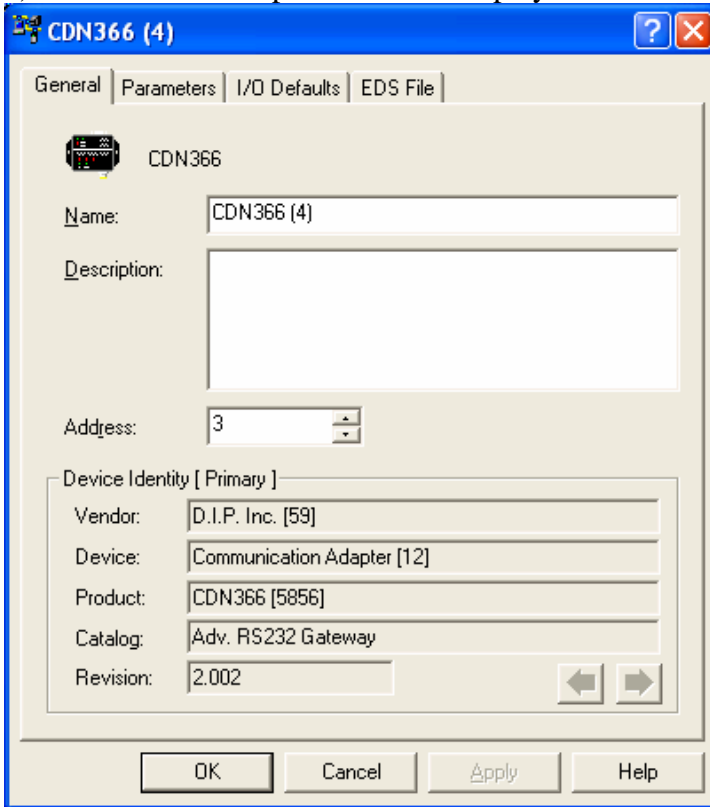 CDN366 (4)
General Parameters I/O Defaults EDS File
CDN366
Name: CDN366 (4)
Description:
Address: 3
Device Identity [ Primary ]
Vendor: D.I.P. Inc. [59]
Device: Communication Adapter [12]
Product: CDN366 [5856]
Catalog: Adv. RS232 Gateway
Revision: 2.002
OK Cancel Apply Help